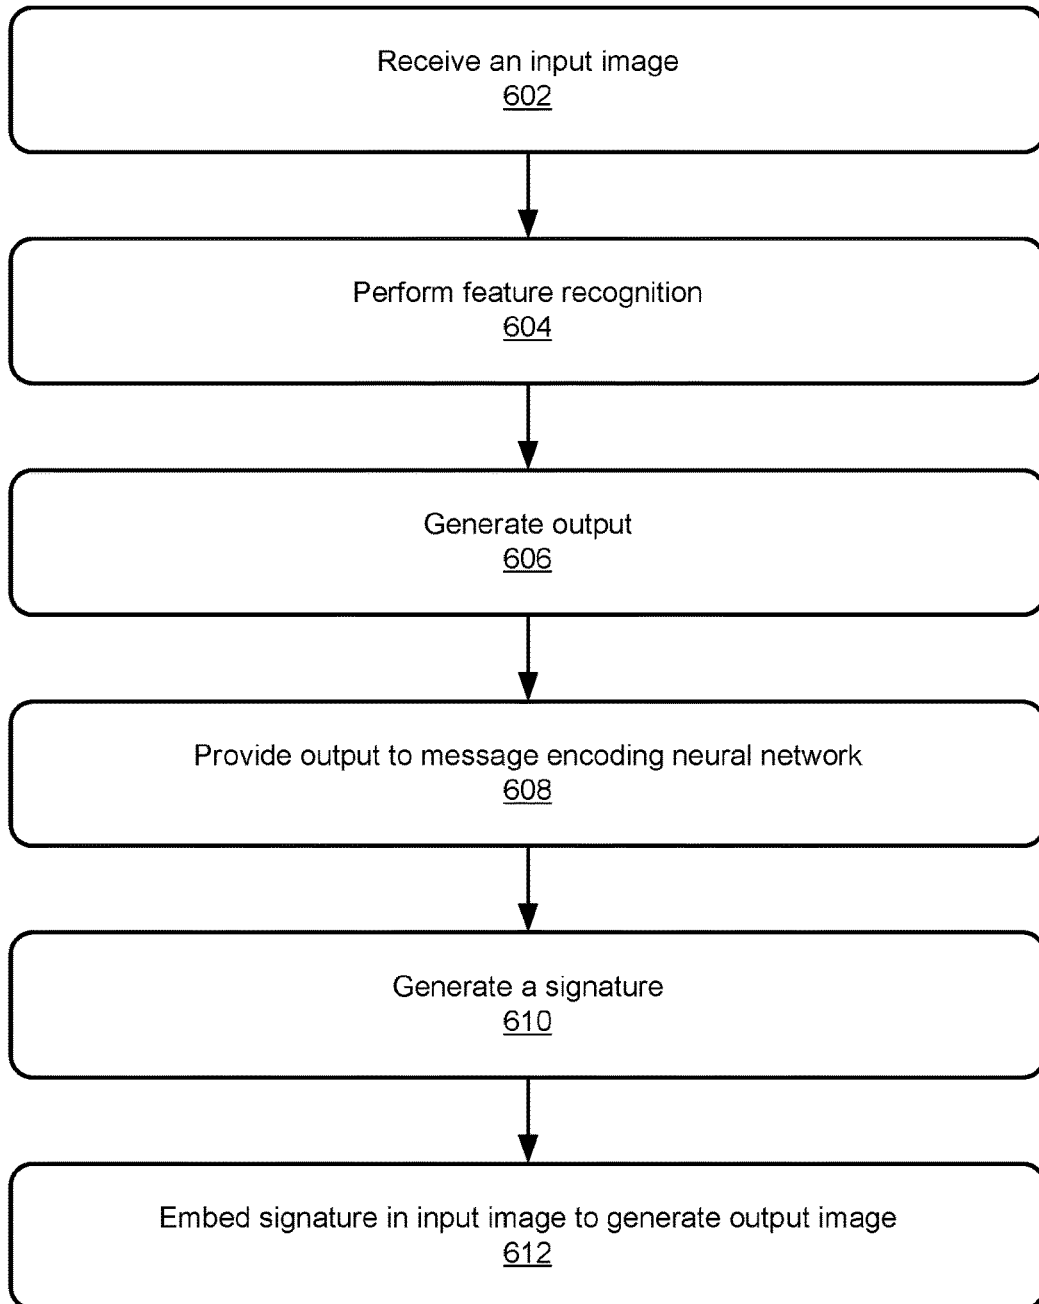 Receive an input image
602
Perform feature recognition
604
Generate output
606
Provide output to message encoding neural network
608
Generate a signature
610
Embed signature in input image to generate output image
612